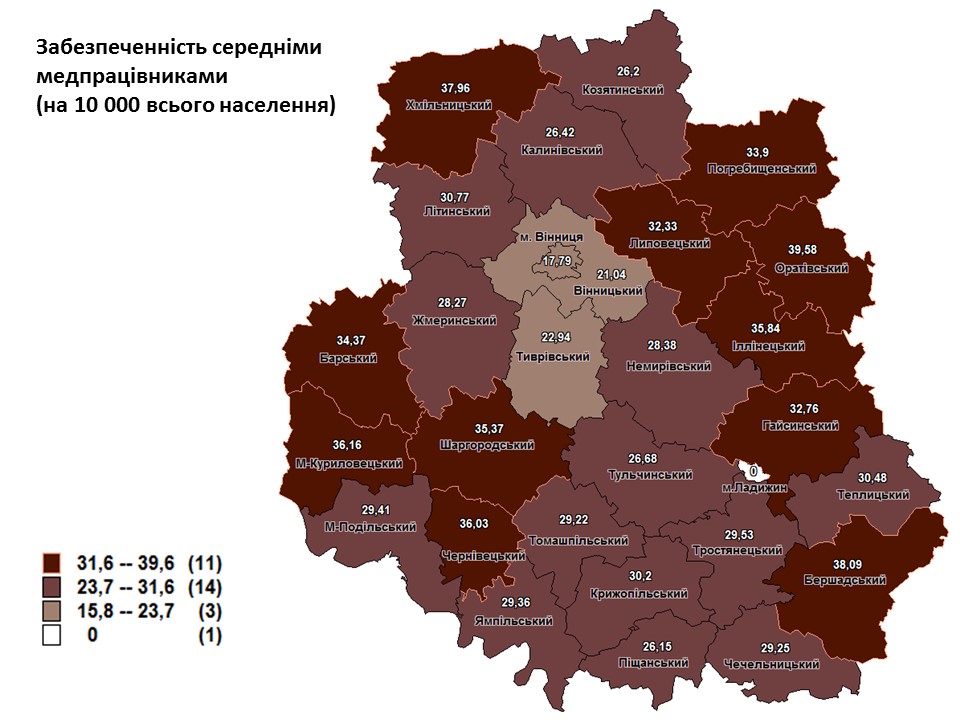 Забезпеченність середніми
медпрацівниками
(на 10 000 всього населення)
26,2
Козятинський
37,96
Хмільницький
26,42
Калинівський
33,9
Погребищенський
30,77
Літинський
32,33
Липовецький
м. Вінниця
17,79
39,58
Оратівський
21,04
Вінницький
28,27
Жмеринський
35,84
Іллінецький
34,37
Барський
22,94
Тиврівський
28,38
Немирівський
32,76
Гайсинський
35,37
Шаргородський
36,16
М-Куриловецький
26,68
Тульчинський
0
м.Ладижин
30,48
Теплицький
29,41
М-Подільський
36,03
Чернівецький
29,22
Томашпільський
29,53
Тростянецький
38,09
Бершадський
30,2
Крижопільський
29,36
Ямпільський
26,15
Піщанський
29,25
Чечельницький
31,6 -- 39,6 (11)
23,7 -- 31,6 (14)
15,8 -- 23,7 (3)
0 (1)